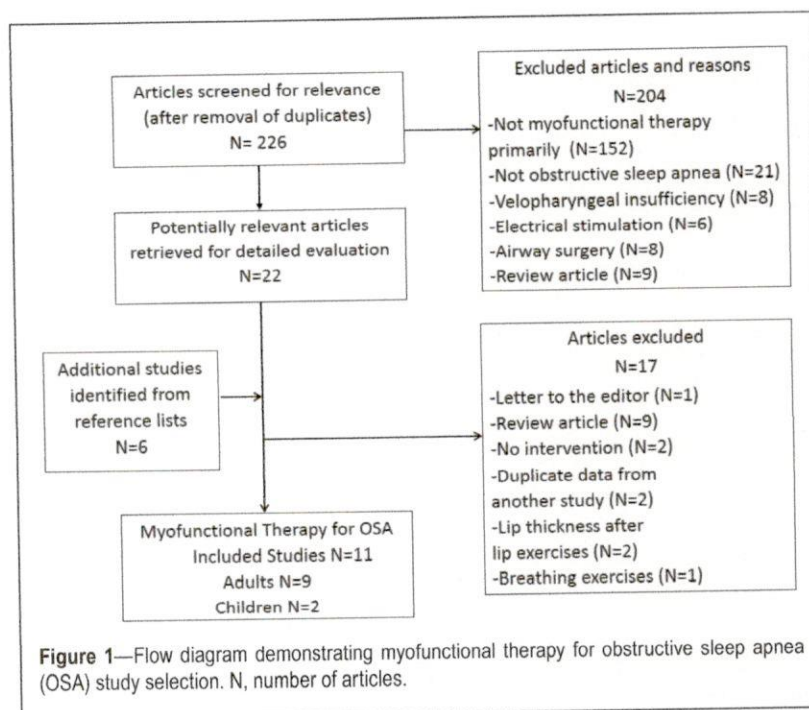 Articles screened for relevance
(after removal of duplicates)
N= 226
Excluded articles and reasons
N=204
-Not myofunctional therapy
primarily (N=152)
-Not obstructive sleep apnea (N=21)
-Velopharyngeal insufficiency (N=8)
-Electrical stimulation (N=6)
-Airway surgery (N=8)
-Review article (N=9)
Potentially relevant articles
retrieved for detailed evaluation
N=22
Additional studies
identified from
reference lists
N=6
Articles excluded
N=17
-Letter to the editor (N=1)
-Review article (N=9)
-No intervention (N=2)
-Duplicate data from
another study (N=2)
-Lip thickness after
lip exercises (N=2)
-Breathing exercises (N=1)
Myofunctional Therapy for OSA
Included Studies N=11
Adults N=9
Children N=2
Figure 1—Flow diagram demonstrating myofunctional therapy for obstructive sleep apnea
(OSA) study selection. N, number of articles.